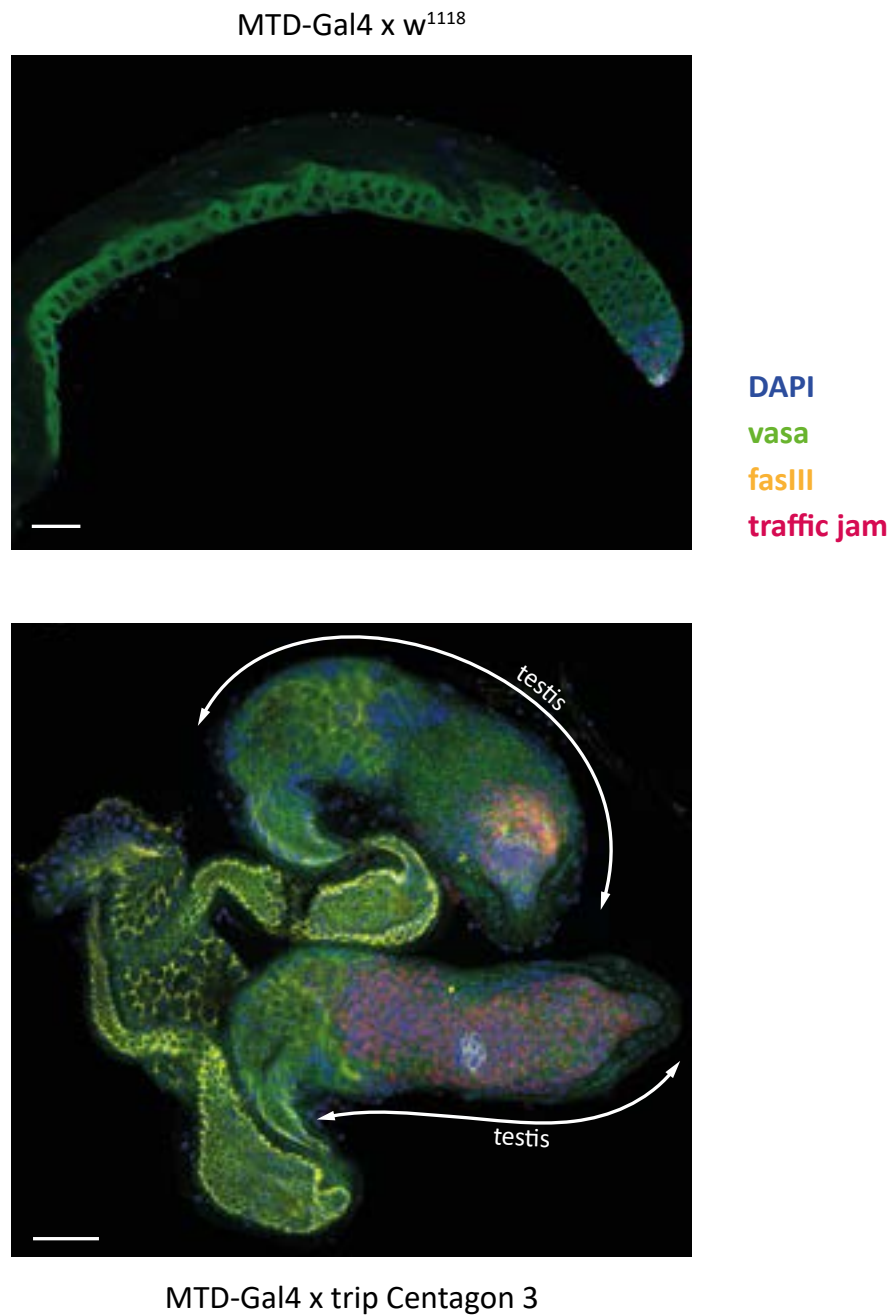 MTD-Gal4 x w¹¹¹⁸
DAPI
vasa
fasIII
traffic jam
testis
testis
MTD-Gal4 x trip Centagon 3